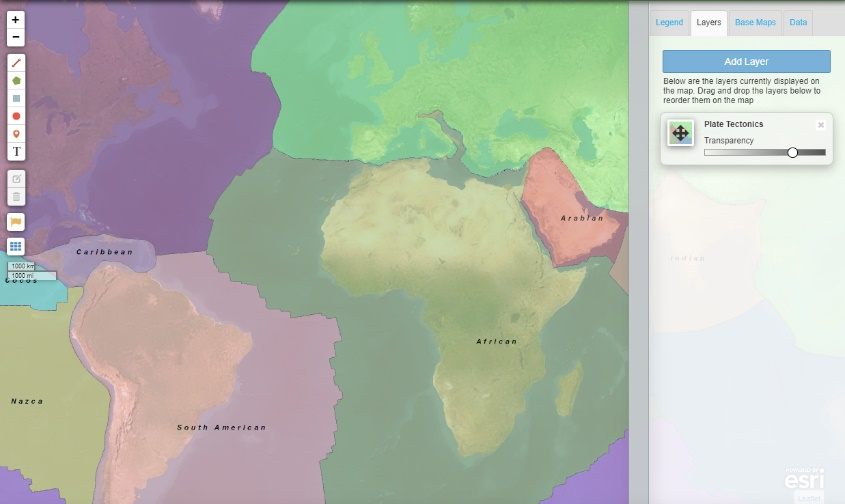 +
−
T
1000 km
1000 mi
Caribbean
Cocos
Nazca
South American
African
Arabian
Indian
Legend
Layers
Base Maps
Data
Add Layer
Below are the layers currently displayed on
the map. Drag and drop the layers below to
reorder them on the map
Plate Tectonics
×
Transparency
esri
Leaflet